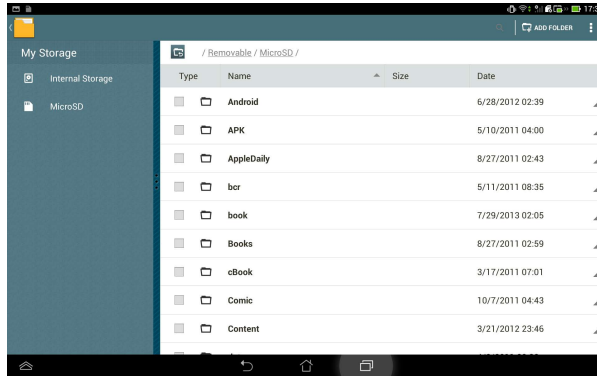 17:3
ADD FOLDER
My Storage
/ Removable / MicroSD /
Internal Storage
MicroSD
Type Name Size Date
Android 6/28/2012 02:39
APK 5/10/2011 04:00
AppleDaily 8/27/2011 02:43
bcr 5/11/2011 08:35
book 7/29/2013 02:05
Books 8/27/2011 02:59
cBook 3/17/2011 07:01
Comic 10/7/2011 04:43
Content 3/21/2012 23:46